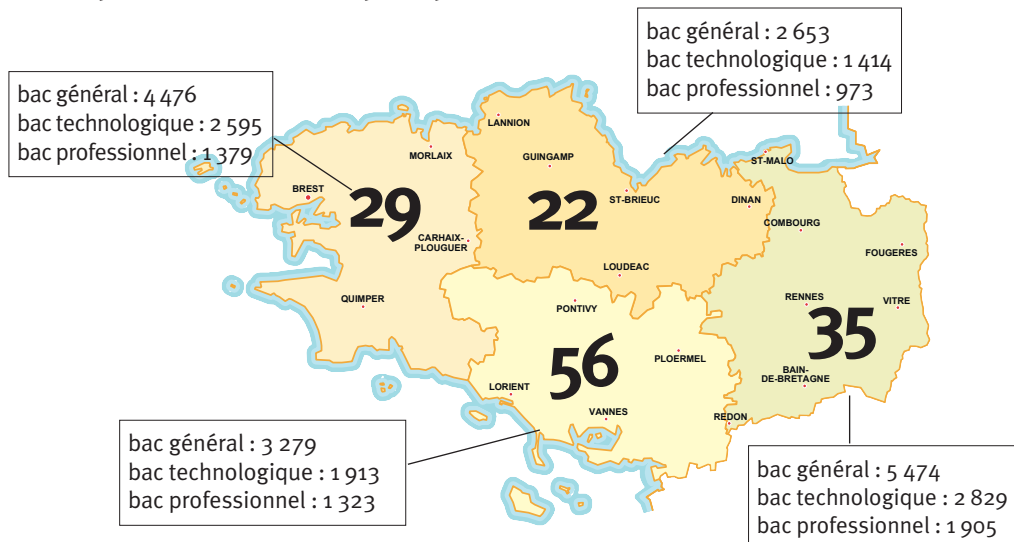 bac général : 2 653
bac technologique : 1 414
bac professionnel : 973
bac général : 4 476
bac technologique : 2 595
bac professionnel : 1 379
LANNION
MORLAIX
GUINGAMP
ST-MALO
BREST
29
22
ST-BRIEUC
DINAN
COMBOURG
CARHAIX-
PLOUGUER
FOUGERES
LOUDEAC
QUIMPER
PONTIVY
RENNES
VITRE
35
56
PLOERMEL
BAIN-
DE-BRETAGNE
LORIENT
VANNES
REDON
bac général : 3 279
bac technologique : 1 913
bac professionnel : 1 323
bac général : 5 474
bac technologique : 2 829
bac professionnel : 1 905